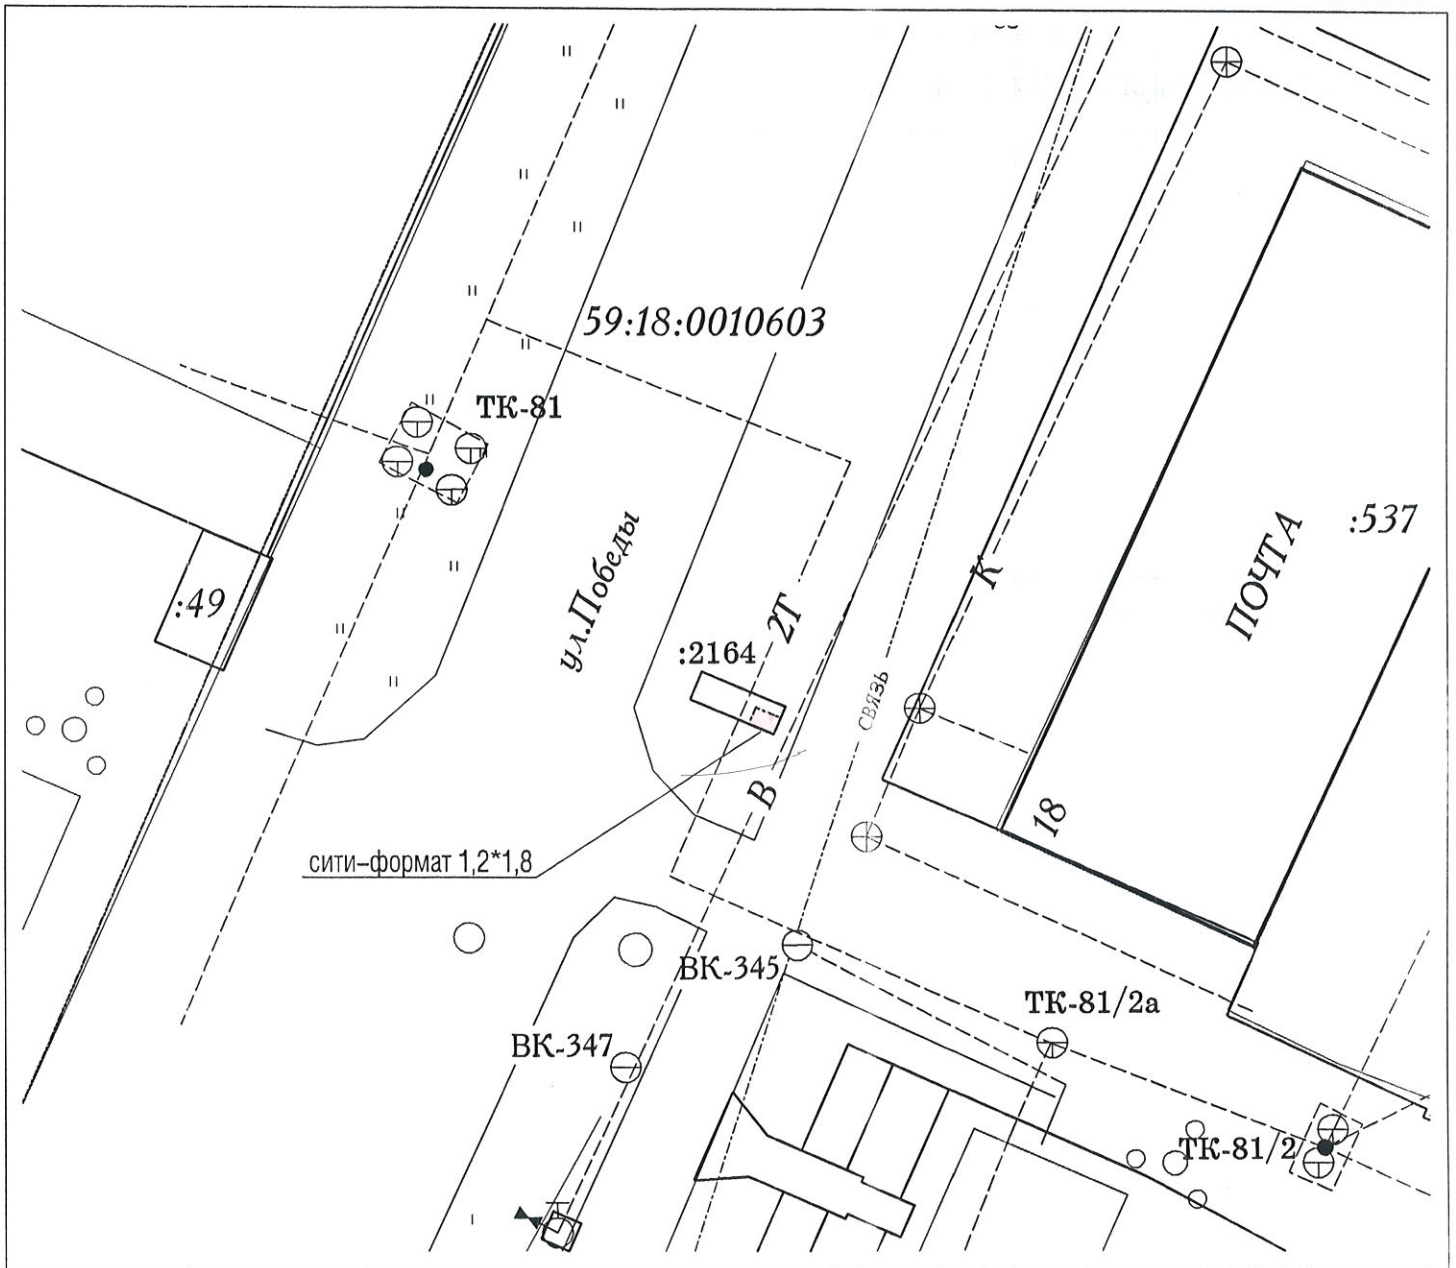 59:18:0010603
ТК-81
:537
ПОЧТА
К
:49
ул.Победы
2Т
:2164
связь
В
18
сити-формат 1,2*1,8
ВК-345
ТК-81/2а
ВК-347
ТК-81/2